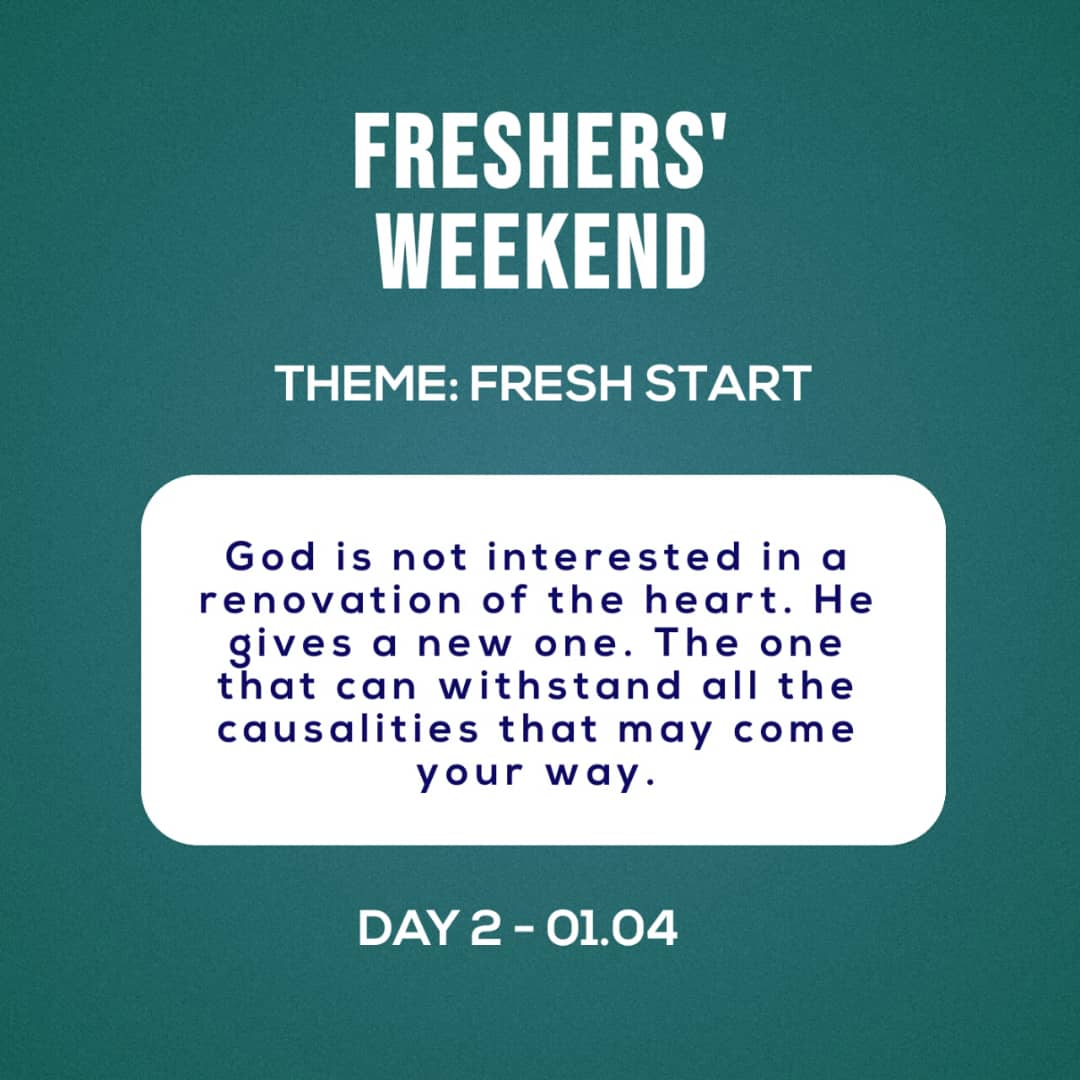 FRESHERS'
WEEKEND
THEME: FRESH START
God is not interested in a
renovation of the heart. He
gives a new one. The one
that can withstand all the
causalities that may come
your way.
DAY 2 - 01.04